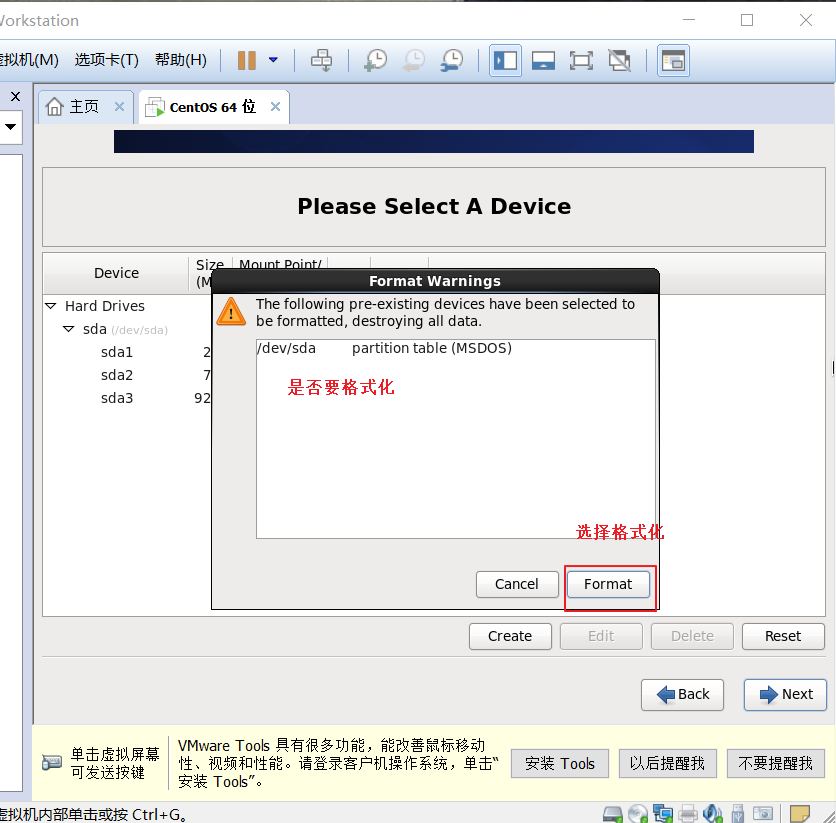 Workstation
虚拟机(M) 选项卡(T) 帮助(H)
主页
CentOS 64 位
Please Select A Device
Device
Size
Mount Point/
(M
Format Warnings
The following pre-existing devices have been selected to
be formatted, destroying all data.
/dev/sda partition table (MSDOS)
是否要格式化
选择格式化
Cancel
Format
Hard Drives
sda (/dev/sda)
sda1 2
sda2 7
sda3 92
Create
Edit
Delete
Reset
Back
Next
单击虚拟屏幕
可发送按键
VMware Tools 具有很多功能，能改善鼠标移动
性、视频和性能。请登录客户机操作系统，单击“
安装 Tools”。
安装 Tools
以后提醒我
不要提醒我
虚拟机内部单击或按 Ctrl+G。